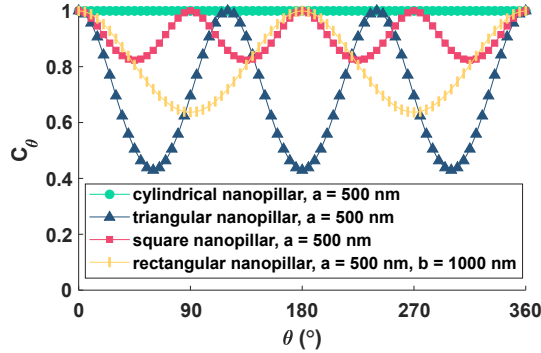 1
0.8
0.6
0.4
0.2
0
C_θ
cylindrical nanopillar, a = 500 nm
triangular nanopillar, a = 500 nm
square nanopillar, a = 500 nm
rectangular nanopillar, a = 500 nm, b = 1000 nm
0 90 180 270 360
θ (°)